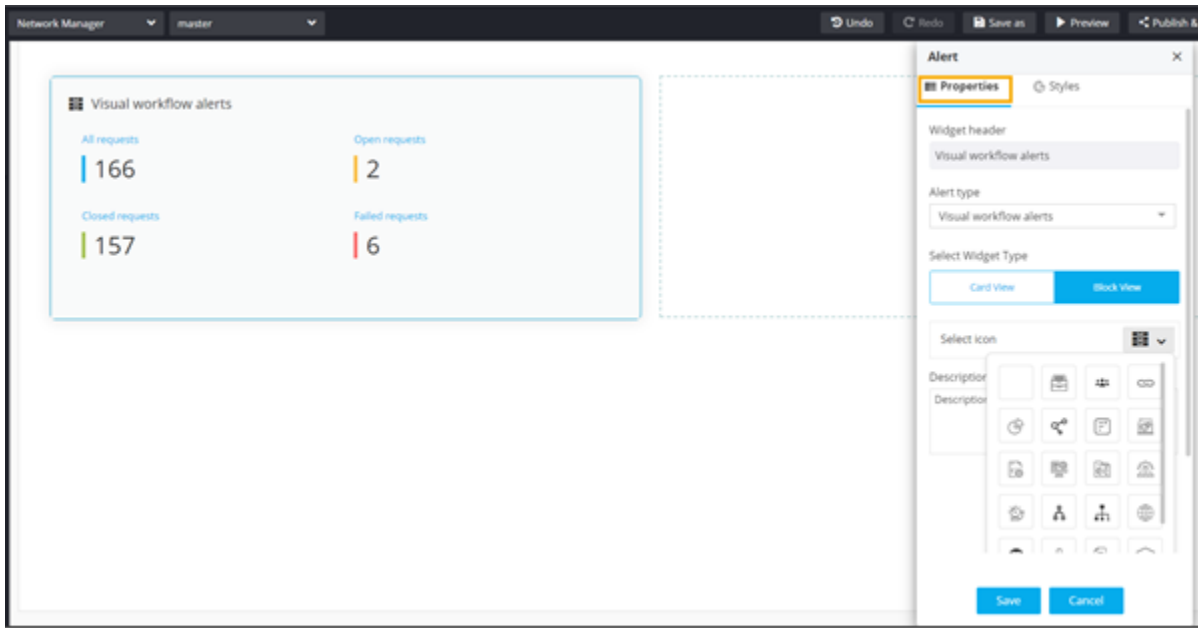 Network Manager master Undo Redo Save as Preview Publish &
Alert
Properties Styles
Visual workflow alerts
All requests Open requests
166 2
Closed requests Failed requests
157 6
Widget header
Visual workflow alerts
Alert type
Visual workflow alerts
Select Widget Type
Card View Block View
Select icon
Description
Description
Save Cancel